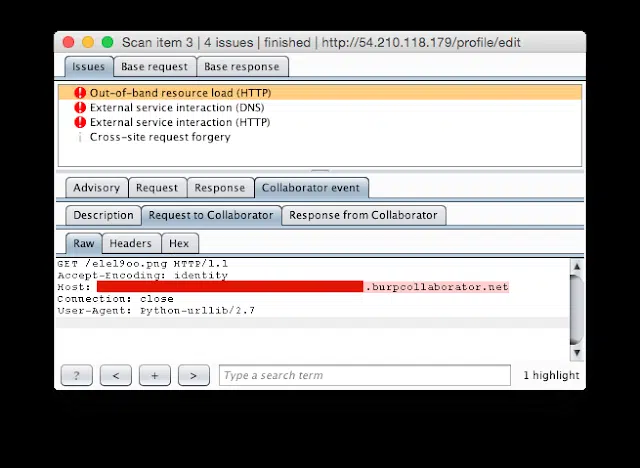 Scan item 3 | 4 issues | finished | http://54.210.118.179/profile/edit
Issues Base request Base response
Out-of-band resource load (HTTP)
External service interaction (DNS)
External service interaction (HTTP)
Cross-site request forgery
Advisory Request Response Collaborator event
Description Request to Collaborator Response from Collaborator
Raw Headers Hex
GET /elel9oo.png HTTP/1.1
Accept-Encoding: identity
Host: .burpcollaborator.net
Connection: close
User-Agent: Python-urllib/2.7
? < + > Type a search term 1 highlight